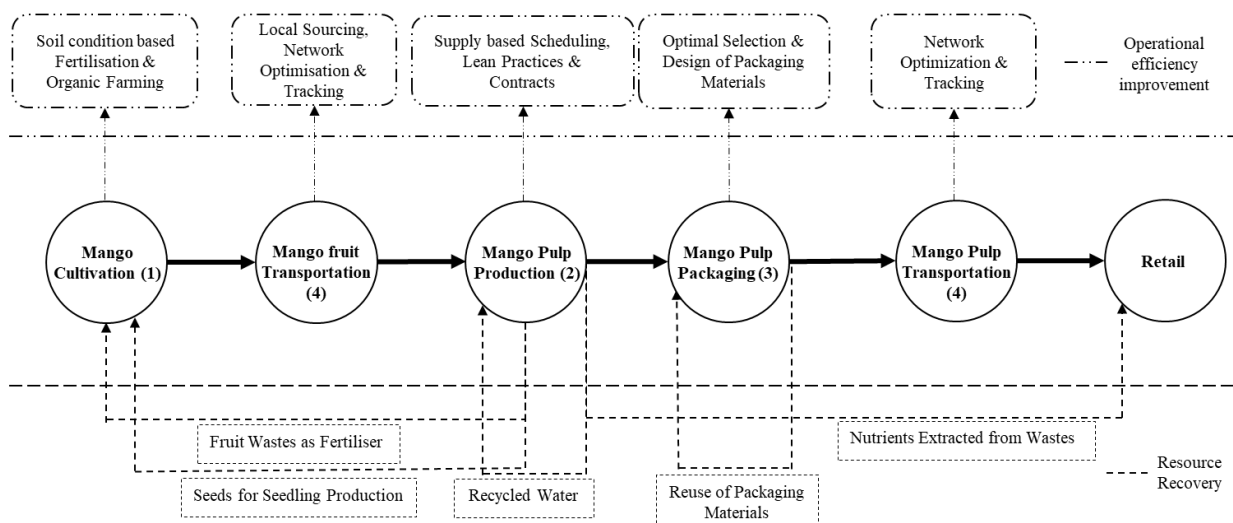 Soil condition based
Fertilisation &
Organic Farming
Local Sourcing,
Network
Optimisation &
Tracking
Supply based Scheduling,
Lean Practices &
Contracts
Optimal Selection &
Design of Packaging
Materials
Network
Optimization &
Tracking
Operational
efficiency
improvement
Mango
Cultivation (1)
Mango fruit
Transportation
(4)
Mango Pulp
Production (2)
Mango Pulp
Packaging (3)
Mango Pulp
Transportation
(4)
Retail
Fruit Wastes as Fertiliser
Nutrients Extracted from Wastes
Seeds for Seedling Production
Recycled Water
Reuse of Packaging
Materials
Resource
Recovery